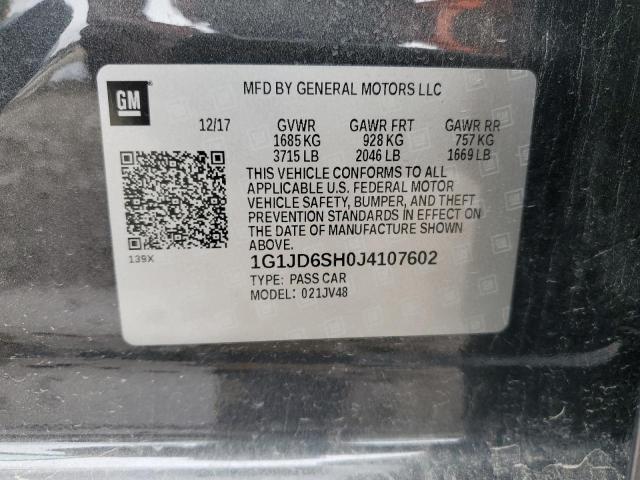 GM
MFD BY GENERAL MOTORS LLC
12/17 GVWR GAWR FRT GAWR RR
1685 KG 928 KG 757 KG
3715 LB 2046 LB 1669 LB
THIS VEHICLE CONFORMS TO ALL
APPLICABLE U.S. FEDERAL MOTOR
VEHICLE SAFETY, BUMPER, AND THEFT
PREVENTION STANDARDS IN EFFECT ON
THE DATE OF MANUFACTURE SHOWN
ABOVE.
139X
1G1JD6SH0J4107602
TYPE: PASS CAR
MODEL: 021JV48